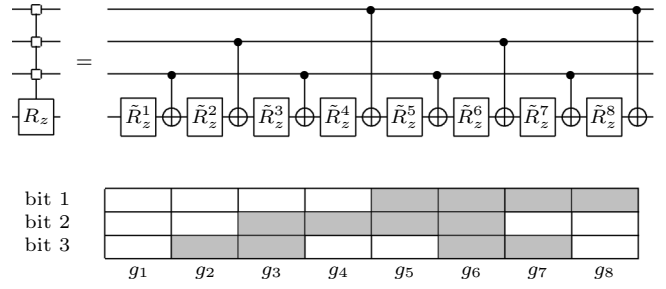 =
R_z R̃_z^1 R̃_z^2 R̃_z^3 R̃_z^4 R̃_z^5 R̃_z^6 R̃_z^7 R̃_z^8
bit 1
bit 2
bit 3
g_1 g_2 g_3 g_4 g_5 g_6 g_7 g_8